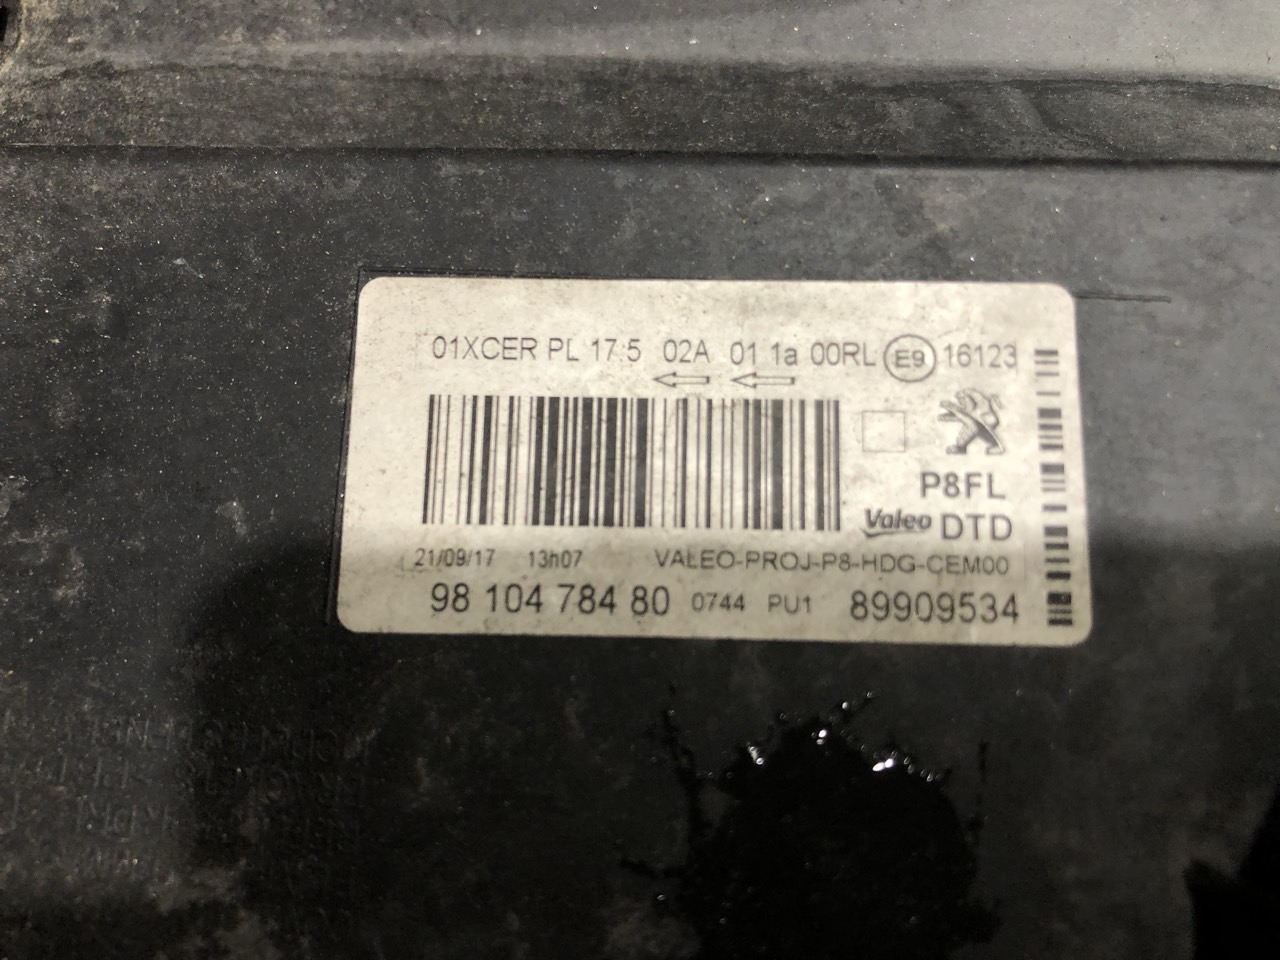 01XCER PL 17.5 02A 01 1a 00RL E9 16123
P8FL
Valeo DTD
21/09/17 13h07 VALEO-PROJ-P8-HDG-CEM00
98 104 784 80 0744 PU1 89909534